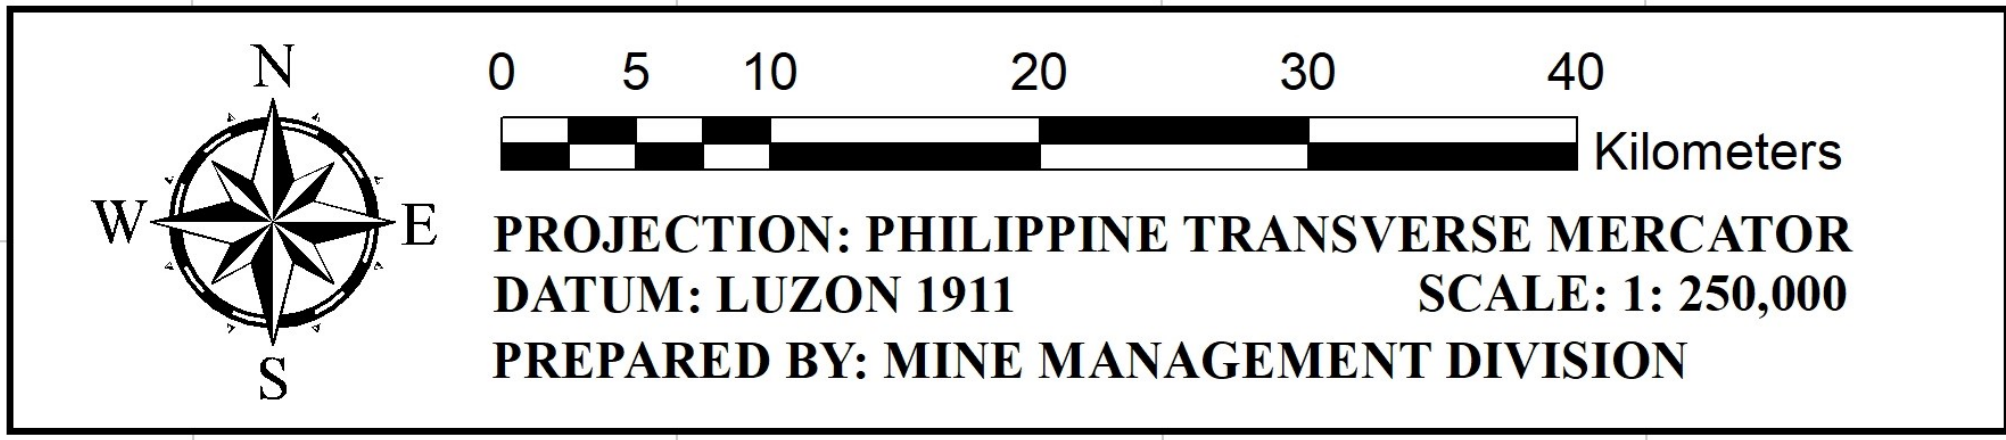 N
W
E
S
0 5 10 20 30 40
Kilometers
PROJECTION: PHILIPPINE TRANSVERSE MERCATOR
DATUM: LUZON 1911 SCALE: 1: 250,000
PREPARED BY: MINE MANAGEMENT DIVISION